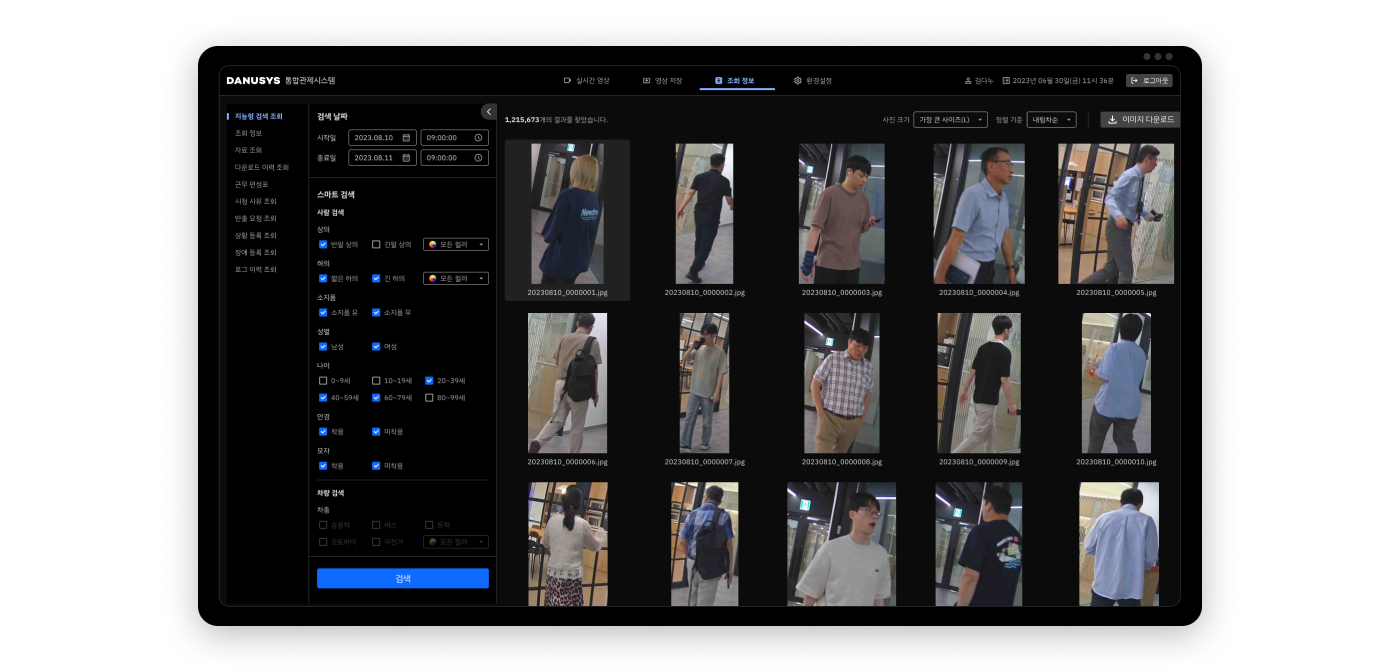 DANUSYS 통합관제시스템
실시간 영상
영상 저장
조회 정보
환경설정
김다누
2023년 06월 30일(금) 11시 36분
로그아웃
지능형 검색 조회
조회 정보
자료 조회
다운로드 이력 조회
근무 편성표
시청 사유 조회
반출 요청 조회
상황 등록 조회
장애 등록 조회
로그 이력 조회
검색 날짜
시작일 2023.08.10 09:00:00
종료일 2023.08.11 09:00:00
스마트 검색
사람 검색
상의
반팔 상의 긴팔 상의 모든 컬러
하의
짧은 하의 긴 하의 모든 컬러
소지품
소지품 유 소지품 무
성별
남성 여성
나이
0~9세 10~19세 20~39세
40~59세 60~79세 80~99세
안경
착용 미착용
모자
착용 미착용
차량 검색
차종
승용차 버스 트럭
오토바이 자전거 모든 컬러
검색
1,215,673개의 결과를 찾았습니다.
사진 크기 가장 큰 사이즈(L) 정렬 기준 내림차순 이미지 다운로드
20230810_0000001.jpg
20230810_0000002.jpg
20230810_0000003.jpg
20230810_0000004.jpg
20230810_0000005.jpg
20230810_0000006.jpg
20230810_0000007.jpg
20230810_0000008.jpg
20230810_0000009.jpg
20230810_0000010.jpg